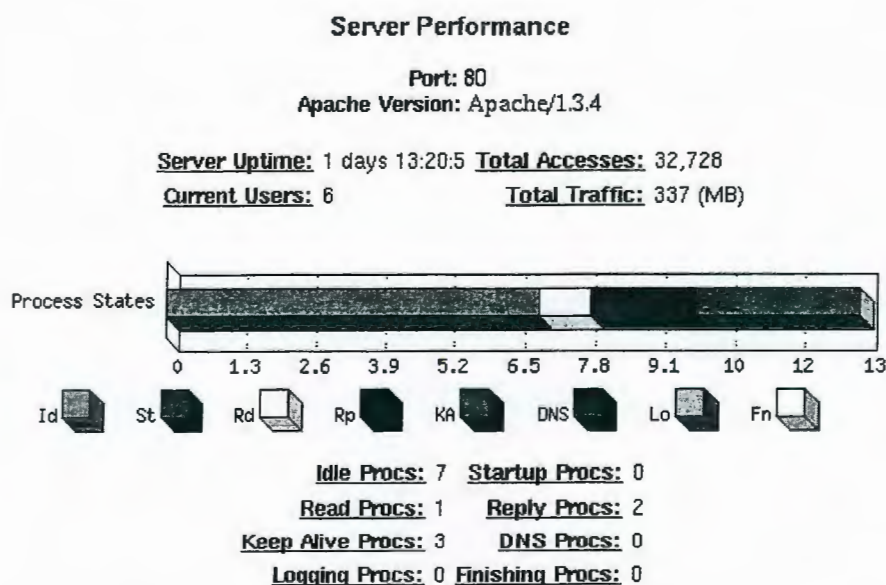 Server Performance
Port: 80
Apache Version: Apache/1.3.4
Server Uptime: 1 days 13:20:5 Total Accesses: 32,728
Current Users: 6 Total Traffic: 337 (MB)
Process States
0 1.3 2.6 3.9 5.2 6.5 7.8 9.1 10 12 13
Id St Rd Rp KA DNS Lo Fn
Idle Procs: 7 Startup Procs: 0
Read Procs: 1 Reply Procs: 2
Keep Alive Procs: 3 DNS Procs: 0
Logging Procs: 0 Finishing Procs: 0